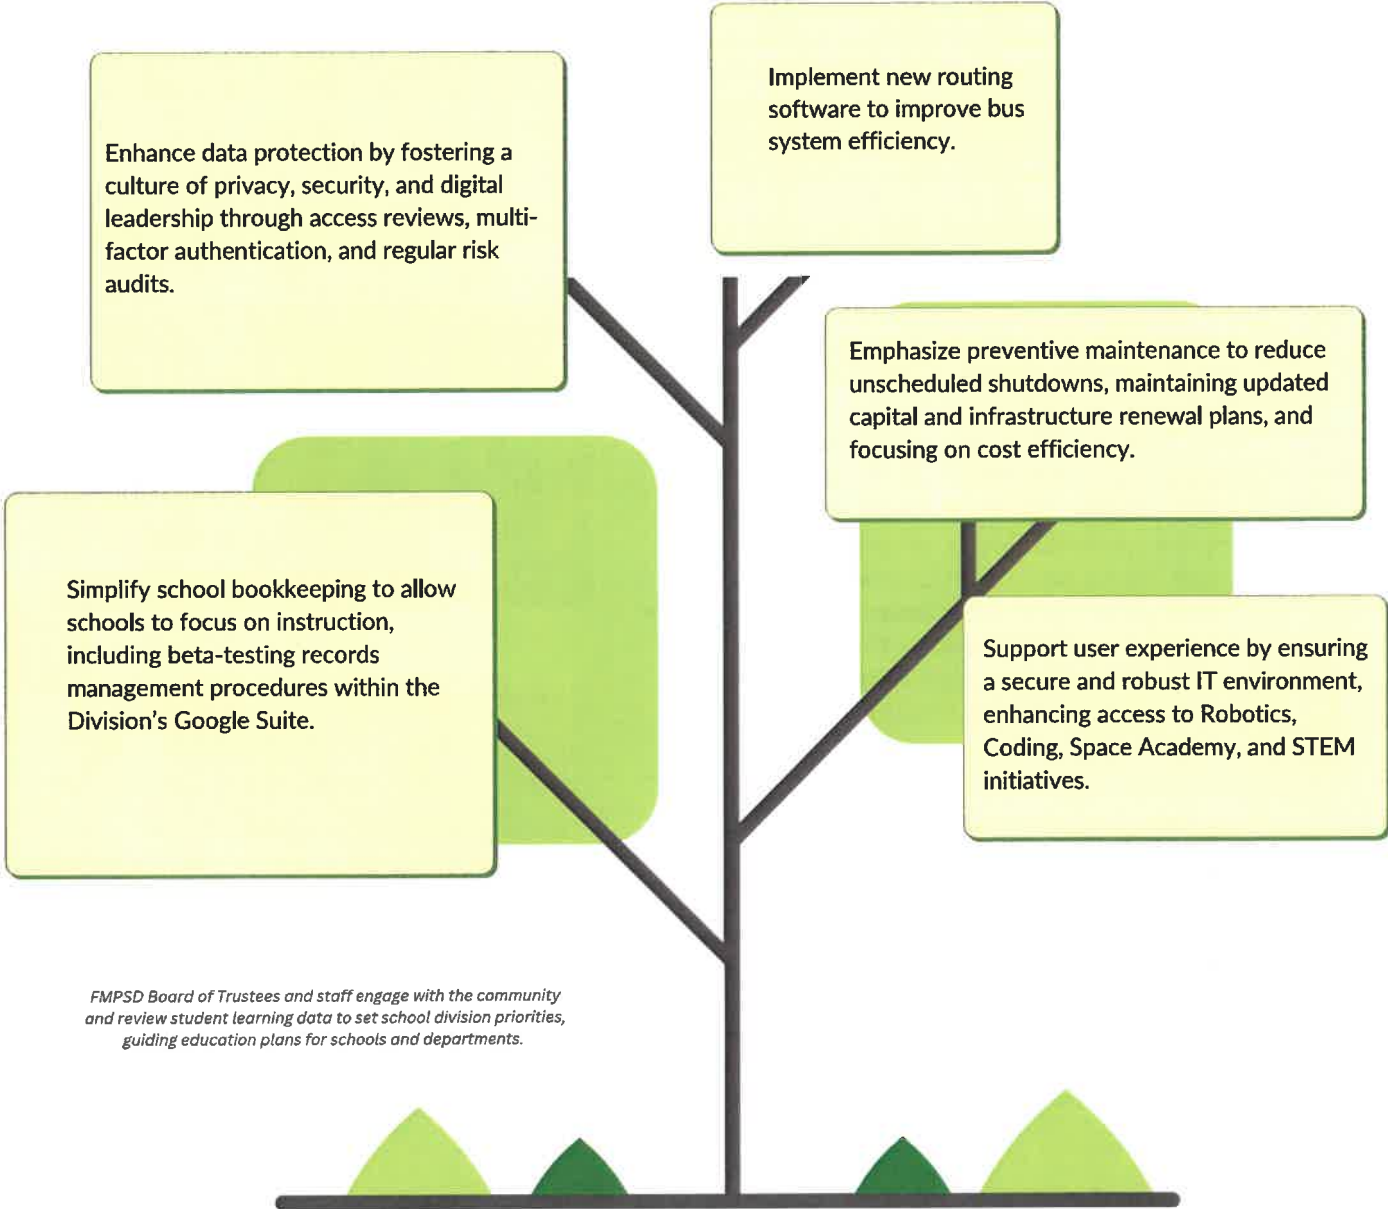 Implement new routing
software to improve bus
system efficiency.
Enhance data protection by fostering a
culture of privacy, security, and digital
leadership through access reviews, multi-
factor authentication, and regular risk
audits.
Emphasize preventive maintenance to reduce
unscheduled shutdowns, maintaining updated
capital and infrastructure renewal plans, and
focusing on cost efficiency.
Simplify school bookkeeping to allow
schools to focus on instruction,
including beta-testing records
management procedures within the
Division's Google Suite.
Support user experience by ensuring
a secure and robust IT environment,
enhancing access to Robotics,
Coding, Space Academy, and STEM
initiatives.
FMPSD Board of Trustees and staff engage with the community
and review student learning data to set school division priorities,
guiding education plans for schools and departments.